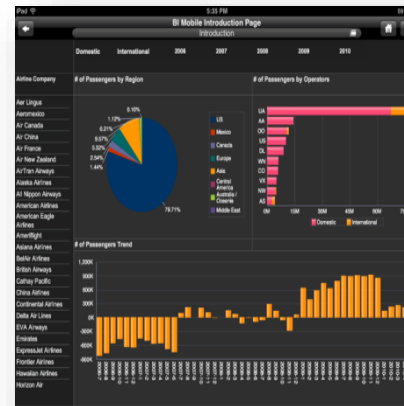 iPad
5:35 PM
BI Mobile Introduction Page
Introduction
Domestic International 2006 2007 2008 2009 2010
Airline Company
Aer Lingus
Aeromexico
Air Canada
Air China
Air France
Air New Zealand
AirTran Airways
Alaska Airlines
All Nippon Airways
American Airlines
American Eagle
Airlines
Ameriflight
Asiana Airlines
BelAir Airlines
British Airways
Cathay Pacific
China Airlines
Continental Airlines
Delta Air Lines
EVA Airways
Emirates
ExpressJet Airlines
Frontier Airlines
Hawaiian Airlines
Horizon Air
# of Passengers by Region
0.10%
1.12%
0.21%
9.57%
5.32%
2.54%
1.44%
79.71%
US
Mexico
Canada
Europe
Asia
Central
America
Australia /
Oceania
Middle East
# of Passengers by Operators
UA
AA
OO
US
DL
WN
CO
VX
NW
AS
0M 15M 30M 45M 60M
Domestic International
# of Passengers Trend
1,200K
900K
600K
300K
0K
-300K
-600K
-900K